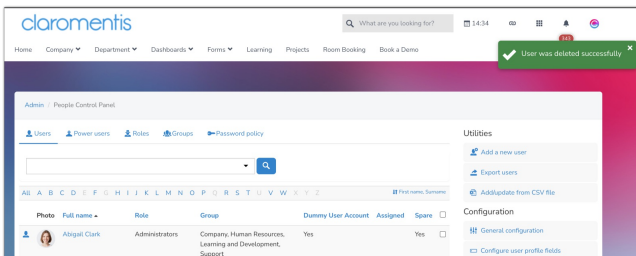 claromentis
What are you looking for?
14:34
242
Home Company Department Dashboards Forms Learning Projects Room Booking Book a Demo
User was deleted successfully
Admin / People Control Panel
Users Power users Roles Groups Password policy
All A B C D E F G H I J K L M N O P Q R S T U V W X Y Z
First name, Surname
Photo Full name Role Group Dummy User Account Assigned Spare
Abigail Clark Administrators Company, Human Resources, Yes Yes
Learning and Development,
Support
Utilities
Add a new user
Export users
Add/update from CSV file
Configuration
General configuration
Configure user profile fields